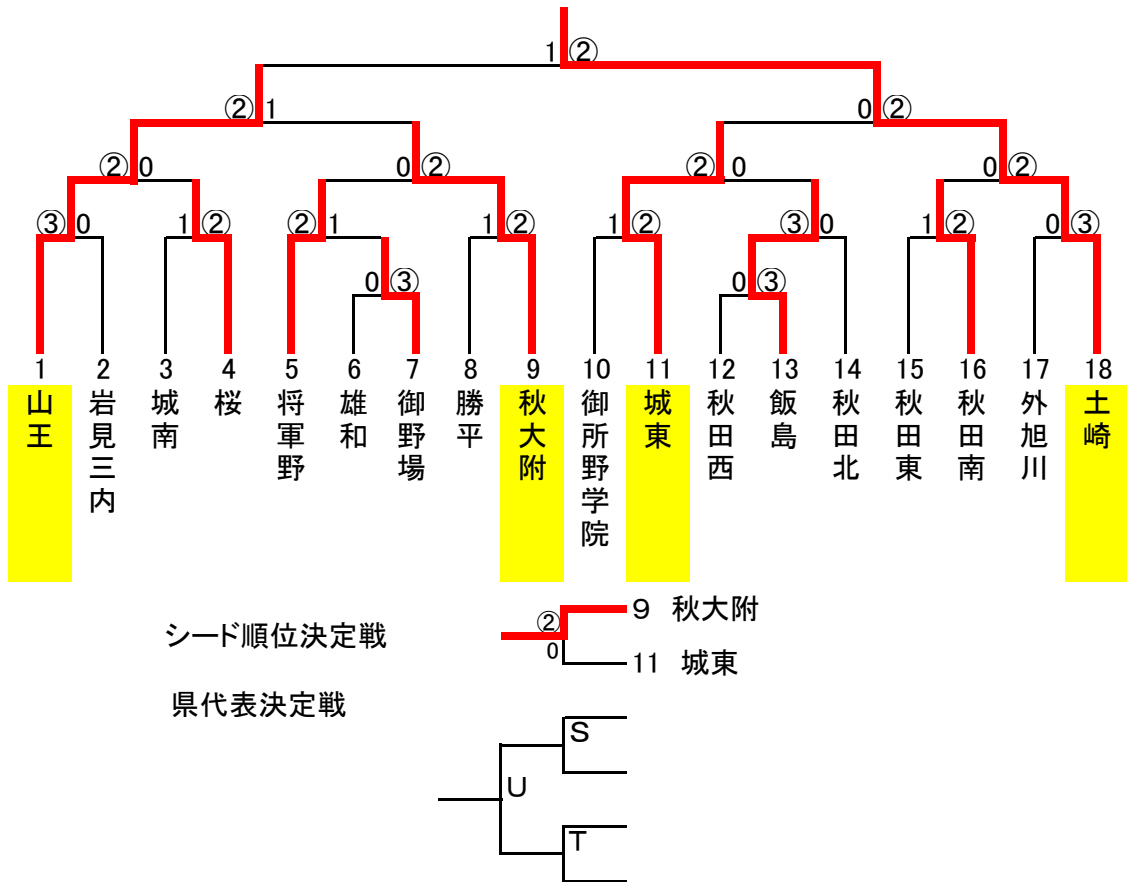 1 ②
② 1 0 ②
② 0 0 ② ② 0 0 ②
③ 0 1 ② ② 1 1 ② 1 ② ③ 0 1 ② 0 ③
0 ③ 0 ③
1 2 3 4 5 6 7 8 9 10 11 12 13 14 15 16 17 18
山王
岩見三内
城南
桜
将軍野
雄和
御野場
勝平
秋大附
御所野学院
城東
秋田西
飯島
秋田北
秋田東
秋田南
外旭川
土崎
シード順位決定戦
② 9 秋大附
0 11 城東
県代表決定戦
S
U
T